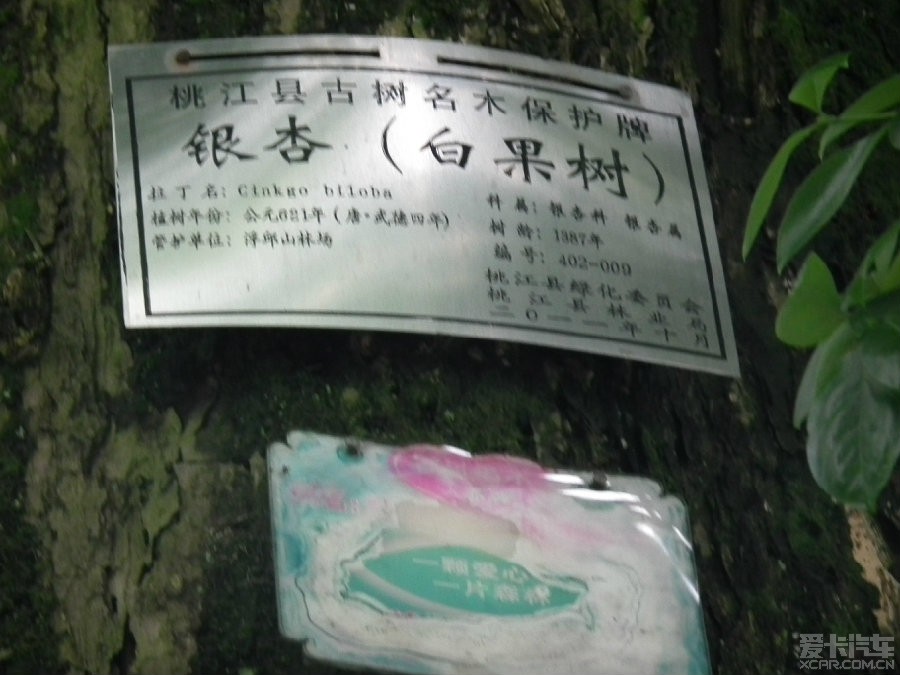 桃江县古树名木保护牌
银杏（白果树）
拉丁名：Ginkgo biloba
植树年份：公元621年（唐·武德四年）
管护单位：浮邱山林场
科属：银杏科 银杏属
树龄：1387年
编号：402-009
桃江县绿化委员会
桃江县林业局
二０一一年十月
一颗爱心
一片森林
爱卡汽车
XCAR.COM.CN